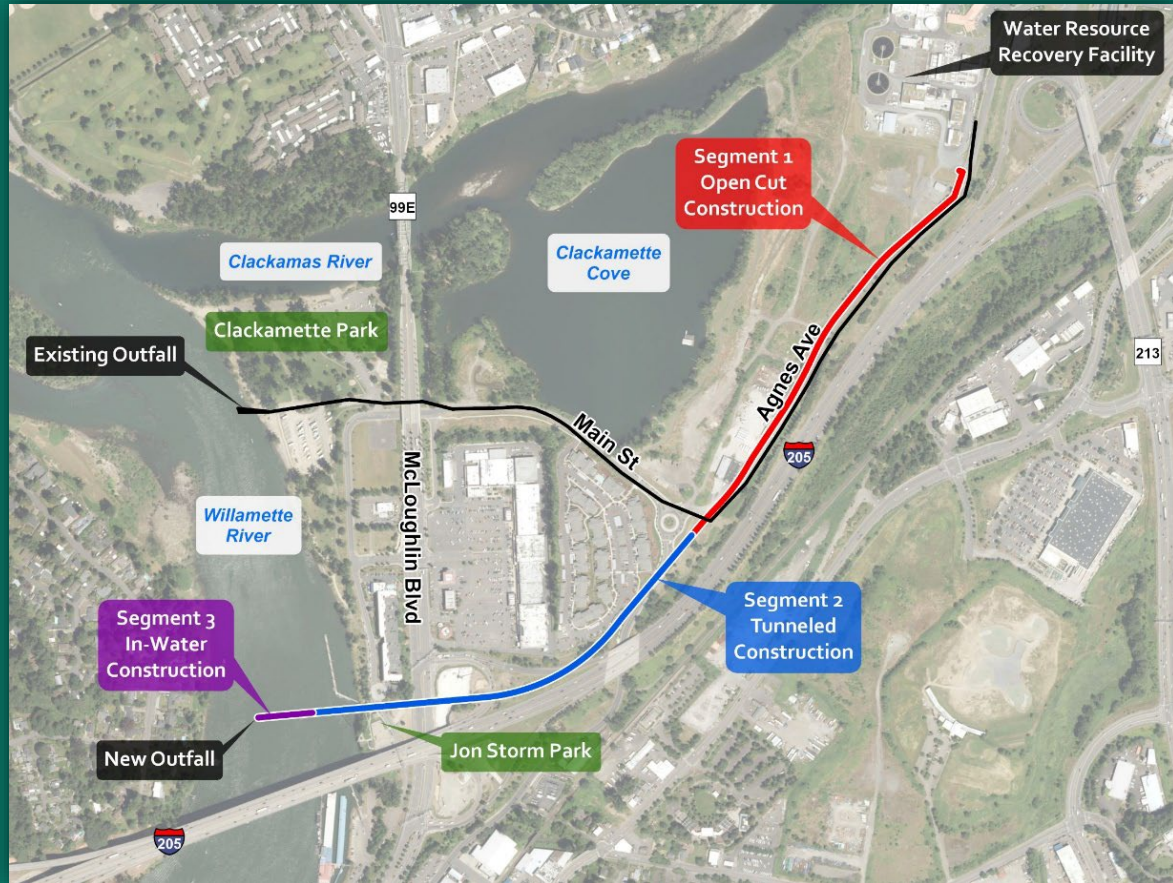 Water Resource
Recovery Facility
Segment 1
Open Cut
Construction
99E
Clackamas River
Clackamette
Cove
Clackamette Park
Existing Outfall
Agnes Ave
213
Main St
205
McLoughlin Blvd
Willamette
River
Segment 2
Tunneled
Construction
Segment 3
In-Water
Construction
New Outfall
Jon Storm Park
205